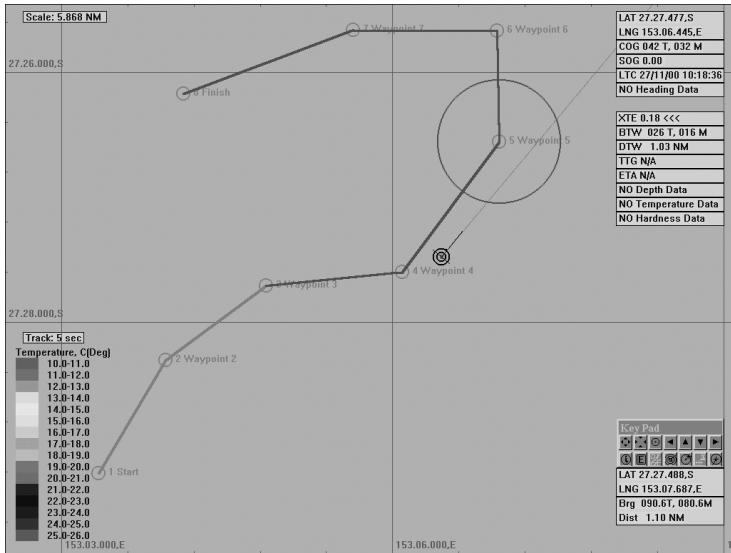 Scale: 5.868 NM
7 Waypoint 7
6 Waypoint 6
27.26.000,S
8 Finish
5 Waypoint 5
4 Waypoint 4
3 Waypoint 3
27.28.000,S
2 Waypoint 2
1 Start
153.03.000,E
153.06.000,E
Track: 5 sec
Temperature, C[Deg]
10.0-11.0
11.0-12.0
12.0-13.0
13.0-14.0
14.0-15.0
15.0-16.0
16.0-17.0
17.0-18.0
18.0-19.0
19.0-20.0
20.0-21.0
21.0-22.0
22.0-23.0
23.0-24.0
24.0-25.0
25.0-26.0
LAT 27.27.477,S
LNG 153.06.445,E
COG 042 T, 032 M
SOG 0.00
LTC 27/11/00 10:18:36
NO Heading Data
XTE 0.18 <<<
BTW 026 T, 016 M
DTW 1.03 NM
TTG N/A
ETA N/A
NO Depth Data
NO Temperature Data
NO Hardness Data
Key Pad
E
LAT 27.27.488,S
LNG 153.07.687,E
Brg 090.6T, 080.6M
Dist 1.10 NM